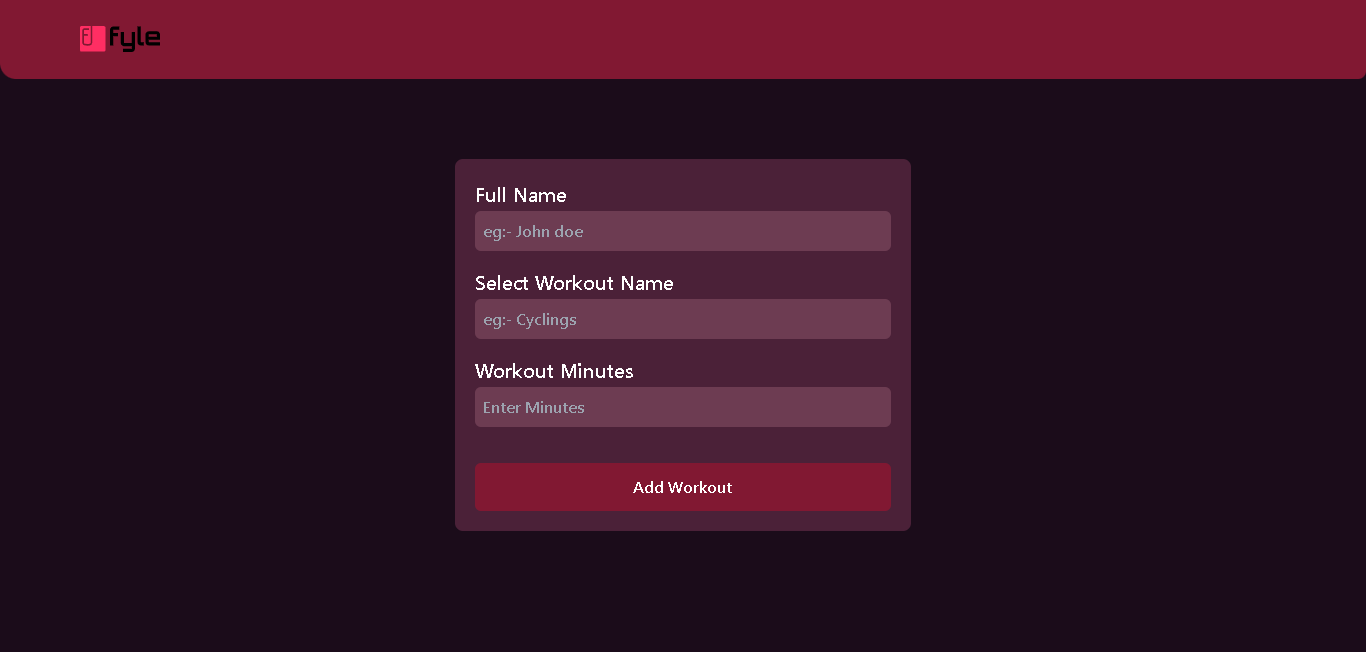 Fyle
Full Name
eg:- John doe
Select Workout Name
eg:- Cyclings
Workout Minutes
Enter Minutes
Add Workout